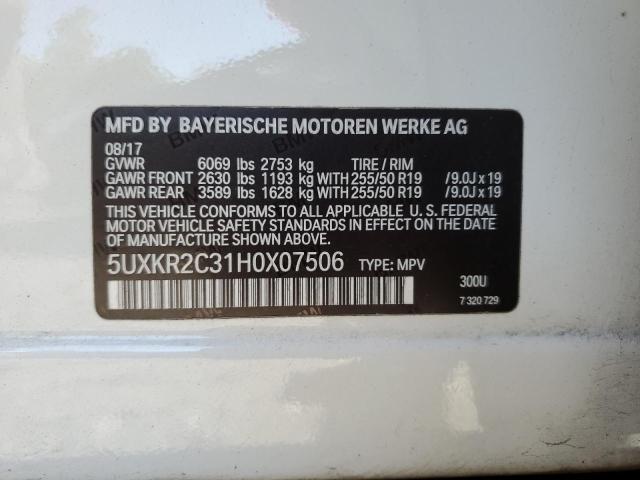 MFD BY BAYERISCHE MOTOREN WERKE AG
08/17
GVWR 6069 lbs 2753 kg TIRE / RIM
GAWR FRONT 2630 lbs 1193 kg WITH 255/50 R19 /9.0J x 19
GAWR REAR 3589 lbs 1628 kg WITH 255/50 R19 /9.0J x 19
THIS VEHICLE CONFORMS TO ALL APPLICABLE U. S. FEDERAL
MOTOR VEHICLE SAFETY STANDARDS IN EFFECT ON THE
DATE OF MANUFACTURE SHOWN ABOVE.
5UXKR2C31H0X07506 TYPE: MPV
300U
7 320 729